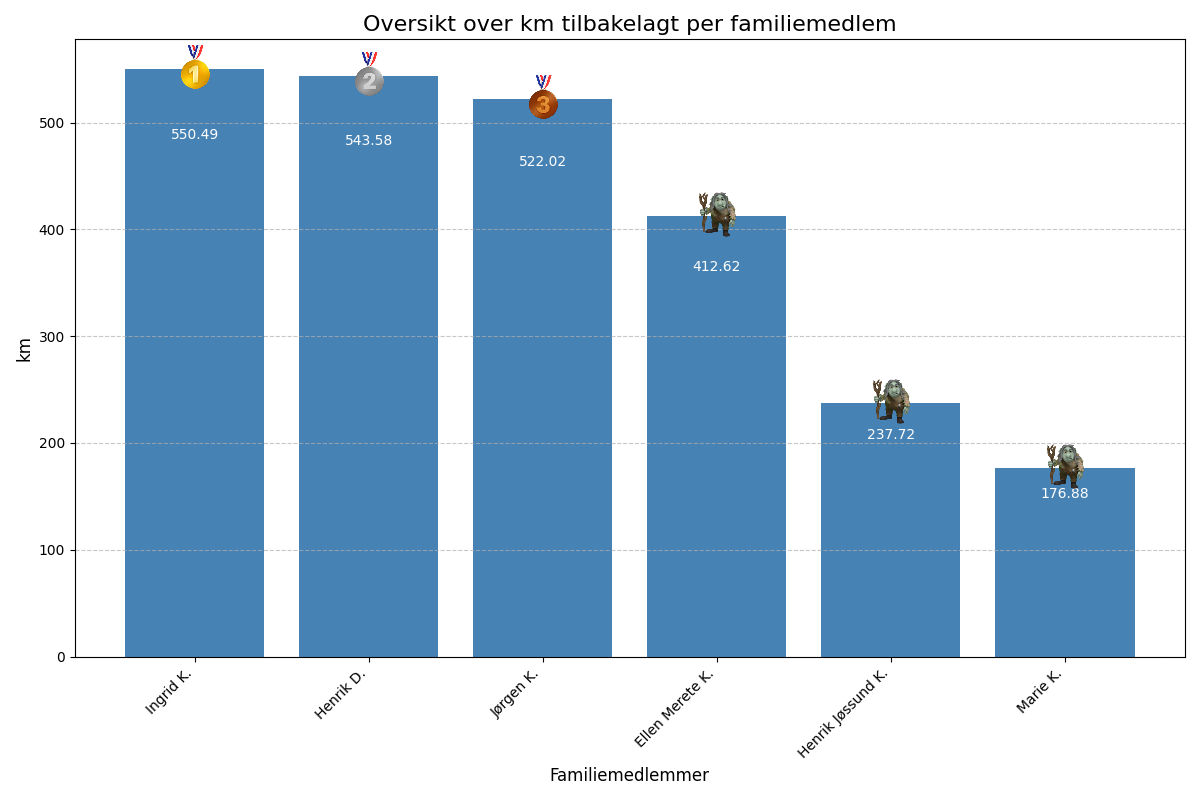 Oversikt over km tilbakelagt per familiemedlem
1
2
3
550.49
543.58
522.02
412.62
237.72
176.88
km
500
400
300
200
100
0
Ingrid K.
Henrik D.
Jørgen K.
Ellen Merete K.
Henrik Jøssund K.
Marie K.
Familiemedlemmer